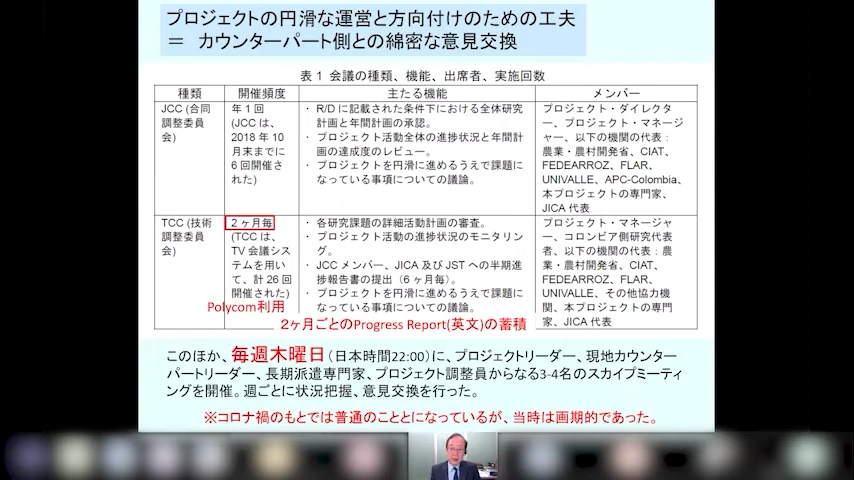 プロジェクトの円滑な運営と方向付けのための工夫
＝ カウンターパート側との綿密な意見交換
表１ 会議の種類、機能、出席者、実施回数
種類 開催頻度 主たる機能 メンバー
JCC（合同
調整委員
会）
年１回
(JCC は、
2018 年 10
月末までに
6 回開催さ
れた)
・ R/D に記載された条件下における全体研究
計画と年間計画の承認。
・ プロジェクト活動全体の進捗状況と年間計
画の達成度のレビュー。
・ プロジェクトを円滑に進めるうえで課題に
なっている事項についての議論。
プロジェクト・ダイレクタ
ー、プロジェクト・マネージ
ャー、以下の機関の代表：
農業・農村開発省、CIAT、
FEDEARROZ、FLAR、
UNIVALLE、APC-Colombia、
本プロジェクトの専門家、
JICA 代表
TCC（技術
調整委員
会）
２ヶ月毎
(TCC は、
TV 会議シス
テムを用い
て、計 26 回
開催された)
・ 各研究課題の詳細活動計画の審査。
・ プロジェクト活動の進捗状況のモニタリン
グ。
・ JCC メンバー、JICA 及び JST への半期進
捗報告書の提出（6 ヶ月毎）。
・ プロジェクトを円滑に進めるうえで課題に
なっている事項についての議論。
プロジェクト・マネージャ
ー、コロンビア側研究代表
者、以下の機関の代表：農
業・農村開発省、CIAT、
FEDEARROZ、FLAR、
UNIVALLE、その他協力機
関、本プロジェクトの専門
家、JICA 代表
Polycom利用
２ヶ月ごとのProgress Report(英文)の蓄積
このほか、毎週木曜日（日本時間22:00）に、プロジェクトリーダー、現地カウンター
パートリーダー、長期派遣専門家、プロジェクト調整員からなる3-4名のスカイプミーティ
ングを開催。週ごとに状況把握、意見交換を行った。
※コロナ禍のもとでは普通のことになっているが、当時は画期的であった。